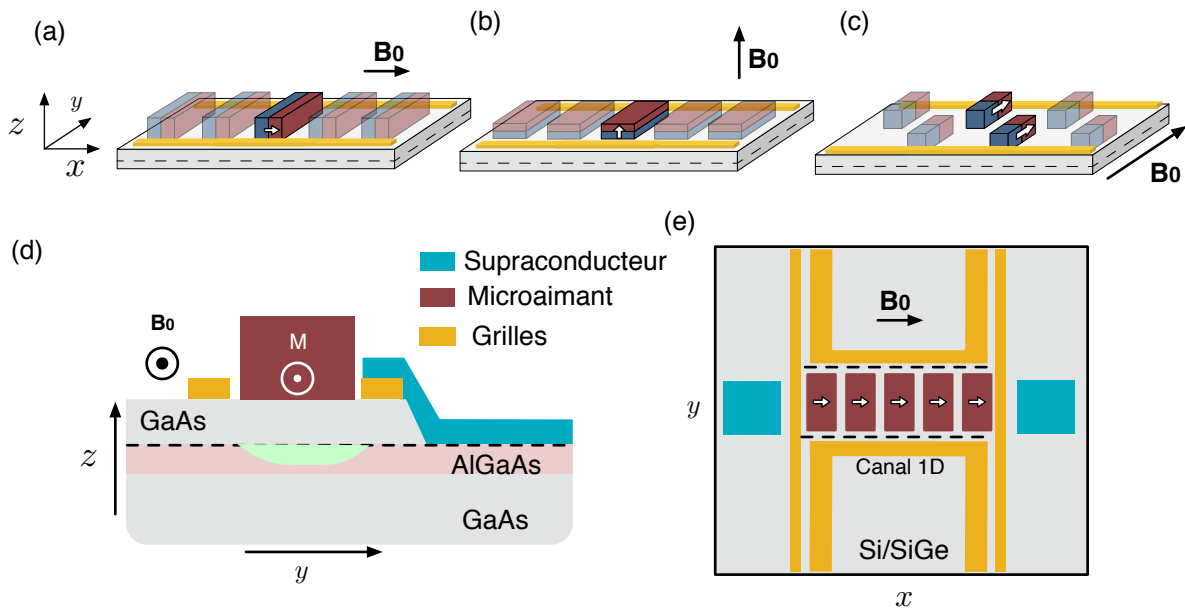 (a)
B0
z
y
x
(b)
B0
(c)
B0
(d)
Supraconducteur
Microaimant
Grilles
B0
M
GaAs
z
AlGaAs
GaAs
y
(e)
B0
y
Canal 1D
Si/SiGe
x